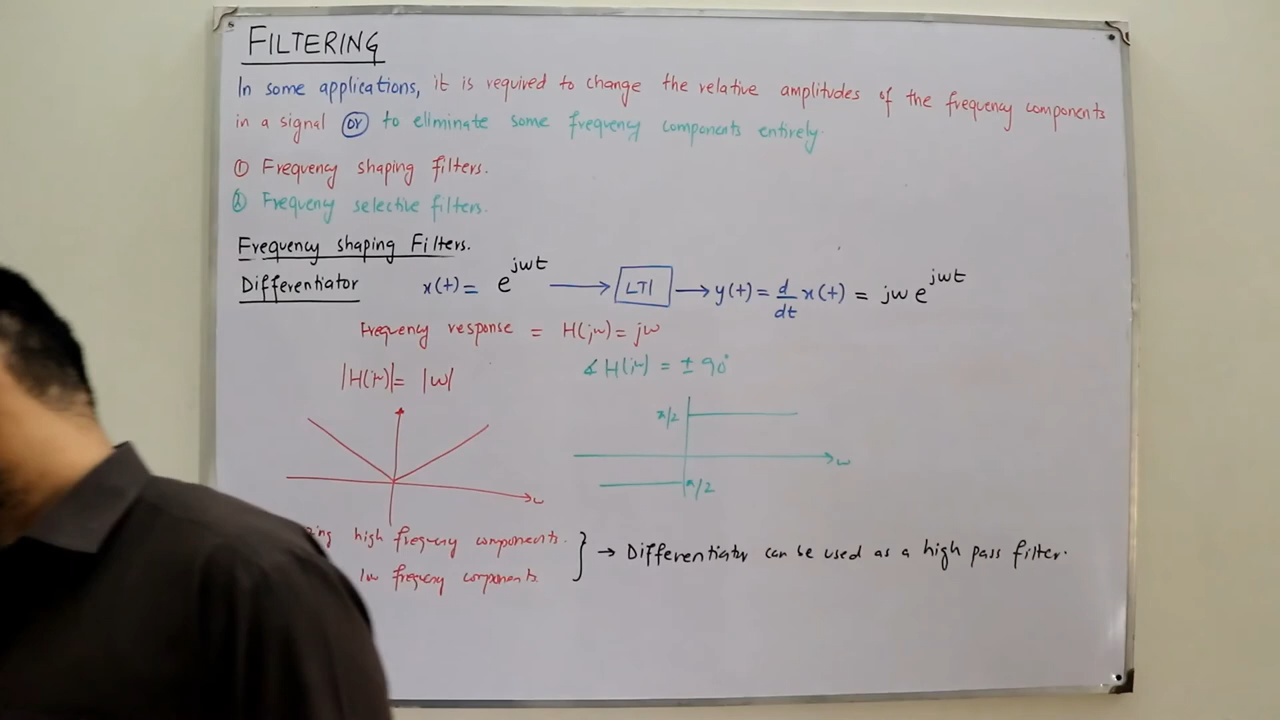 FILTERING
In some applications, it is required to change the relative amplitudes of the frequency components
in a signal or to eliminate some frequency components entirely.
① Frequency shaping filters.
② Frequency selective filters.
Frequency shaping Filters.
Differentiator x(t) = e^jwt → LTI → y(t) = d/dt x(t) = jw e^jwt
Frequency response = H(jw) = jw
|H(jw)| = |w|
∡ H(jw) = ± 90°
π/2
w
w
π/2
high frequency components.
low frequency components.
} → Differentiator can be used as a high pass filter.